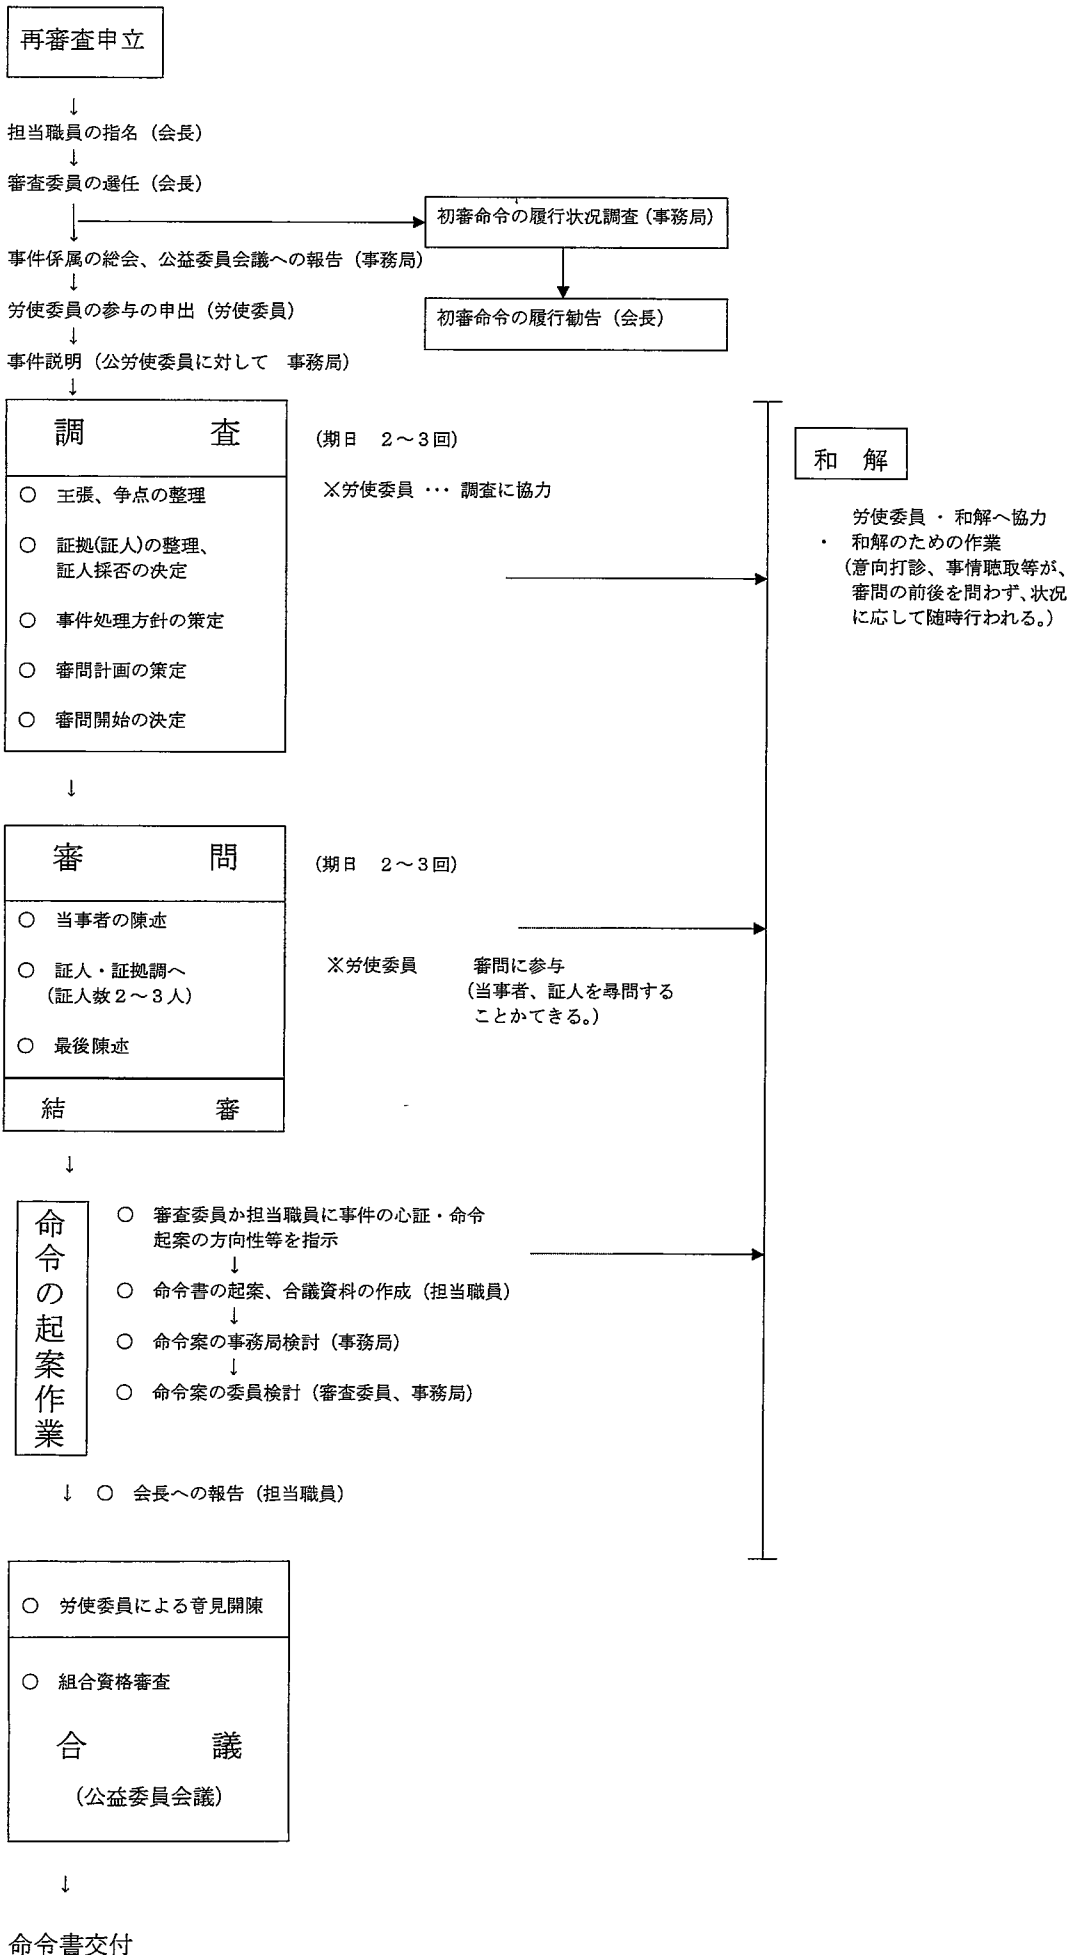 再審査申立
↓
担当職員の指名（会長）
↓
審査委員の選任（会長）
↓
初審命令の履行状況調査（事務局）
事件係属の総会、公益委員会議への報告（事務局）
↓
労使委員の参与の申出（労使委員）
初審命令の履行勧告（会長）
↓
事件説明（公労使委員に対して　事務局）
↓
調　査
（期日　２～３回）
○　主張、争点の整理
※労使委員 … 調査に協力
○　証拠(証人)の整理、
証人採否の決定
○　事件処理方針の策定
○　審問計画の策定
○　審問開始の決定
和　解
労使委員 ・ 和解へ協力
・　和解のための作業
（意向打診、事情聴取等が、
審問の前後を問わず、状況
に応して随時行われる。）
↓
審　問
（期日　２～３回）
○　当事者の陳述
○　証人・証拠調へ
（証人数２～３人）
○　最後陳述
※労使委員　審問に参与
（当事者、証人を尋問する
ことかてきる。）
結　審
↓
命令の起案作業
○　審査委員か担当職員に事件の心証・命令
起案の方向性等を指示
↓
○　命令書の起案、合議資料の作成（担当職員）
↓
○　命令案の事務局検討（事務局）
↓
○　命令案の委員検討（審査委員、事務局）
↓　○　会長への報告（担当職員）
○　労使委員による意見開陳
○　組合資格審査
合　議
（公益委員会議）
↓
命令書交付